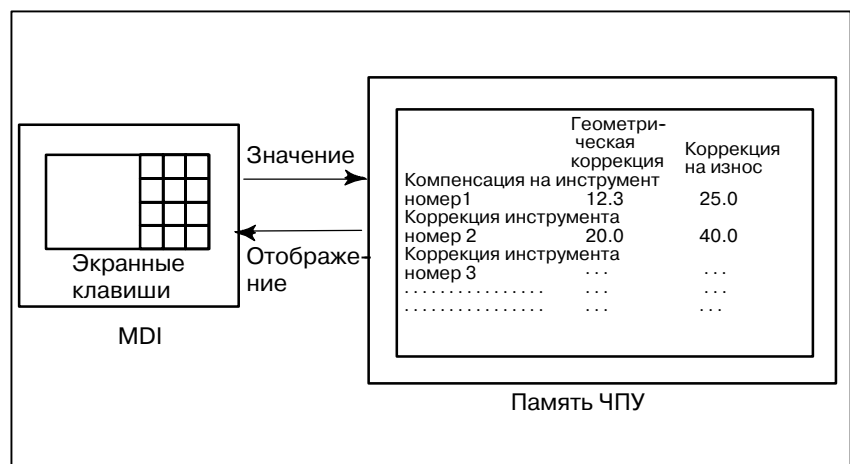 Экранные
клавиши
MDI
Значение
Отображе-
ние
Геометри-
ческая
коррекция
Коррекция
на износ
Компенсация на инструмент
номер1 12.3 25.0
Коррекция инструмента
номер 2 20.0 40.0
Коррекция инструмента
номер 3 . . . . . .
. . . . . . . . . . . . . . . . . . . . . .
. . . . . . . . . . . . . . . . . . . . . .
Память ЧПУ